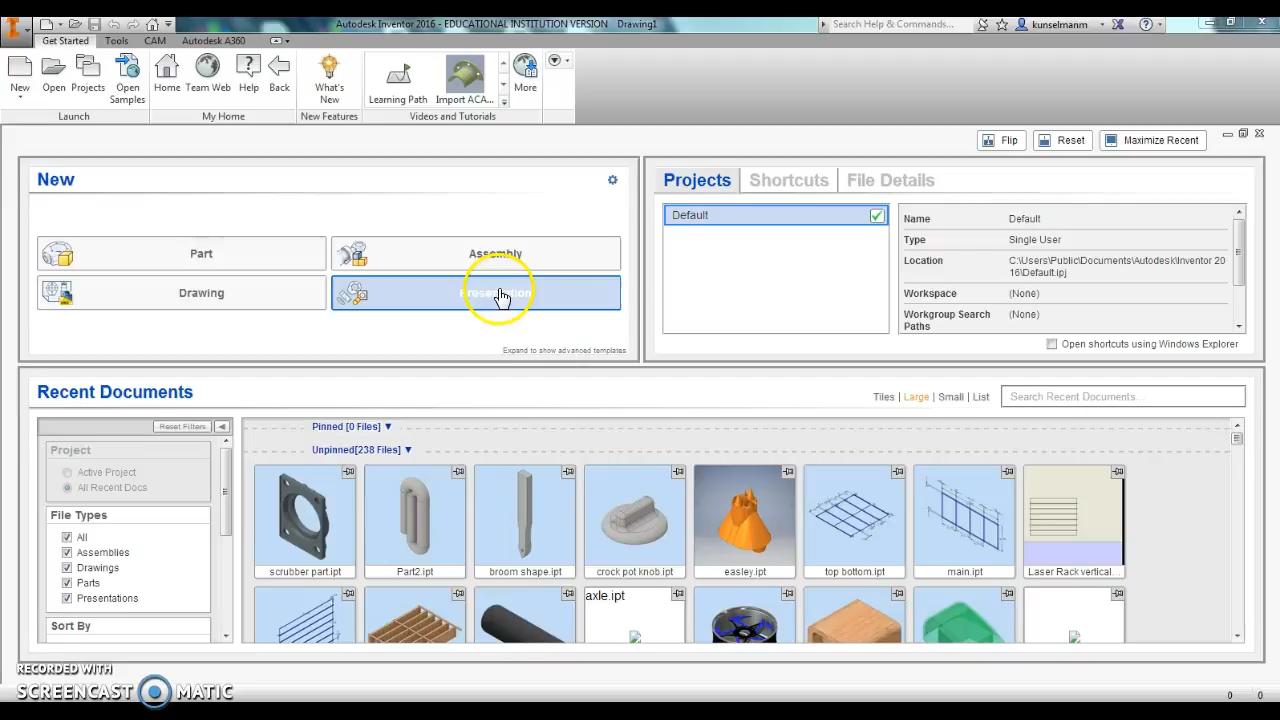 Autodesk Inventor 2016 - EDUCATIONAL INSTITUTION VERSION Drawing1
Search Help & Commands...
kunselmanm
Get Started Tools CAM Autodesk A360
New Open Projects Open Samples Home Team Web Help Back What's New Learning Path Import ACA... More
Launch My Home New Features Videos and Tutorials
Flip Reset Maximize Recent
New
Part Assembly
Drawing Presentation
Expand to show advanced templates
Projects Shortcuts File Details
Default
Name Default
Type Single User
Location C:\Users\Public\Documents\Autodesk\Inventor 20
16\Default.ipj
Workspace (None)
Workgroup Search (None)
Paths
Open shortcuts using Windows Explorer
Recent Documents
Tiles | Large | Small | List
Search Recent Documents...
Reset Filters
Project
Active Project
All Recent Docs
File Types
All
Assemblies
Drawings
Parts
Presentations
Sort By
Pinned [0 Files]
Unpinned[238 Files]
scrubber part.ipt Part2.ipt broom shape.ipt crock pot knob.ipt easley.ipt top bottom.ipt main.ipt Laser Rack vertical...
axle.ipt
RECORDED WITH
SCREENCAST MATIC
0 0